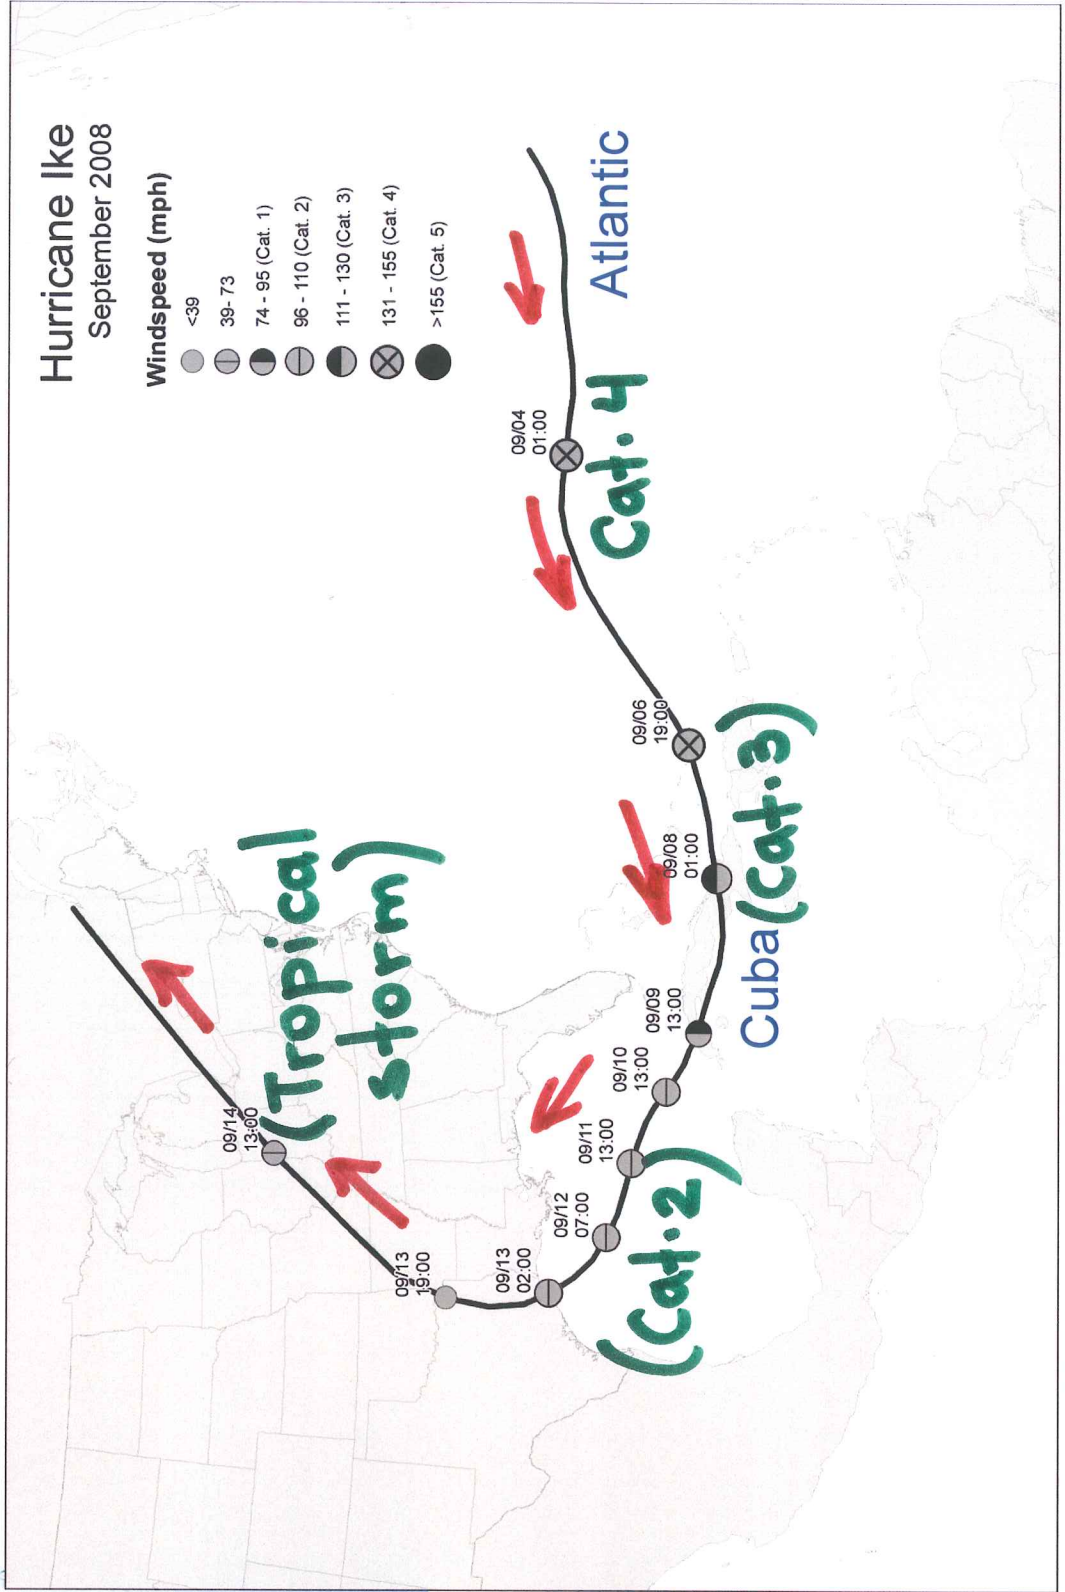 Hurricane Ike
September 2008
Windspeed (mph)
<39
39- 73
74 - 95 (Cat. 1)
96 - 110 (Cat. 2)
111 - 130 (Cat. 3)
131 - 155 (Cat. 4)
>155 (Cat. 5)
Atlantic
09/04
01:00
Cat. 4
09/06
19:00
09/08
01:00
(Cat. 3)
Cuba
09/09
13:00
09/10
13:00
09/11
13:00
09/12
07:00
(Cat. 2)
09/13
02:00
09/13
19:00
09/14
13:00
(Tropical
storm)